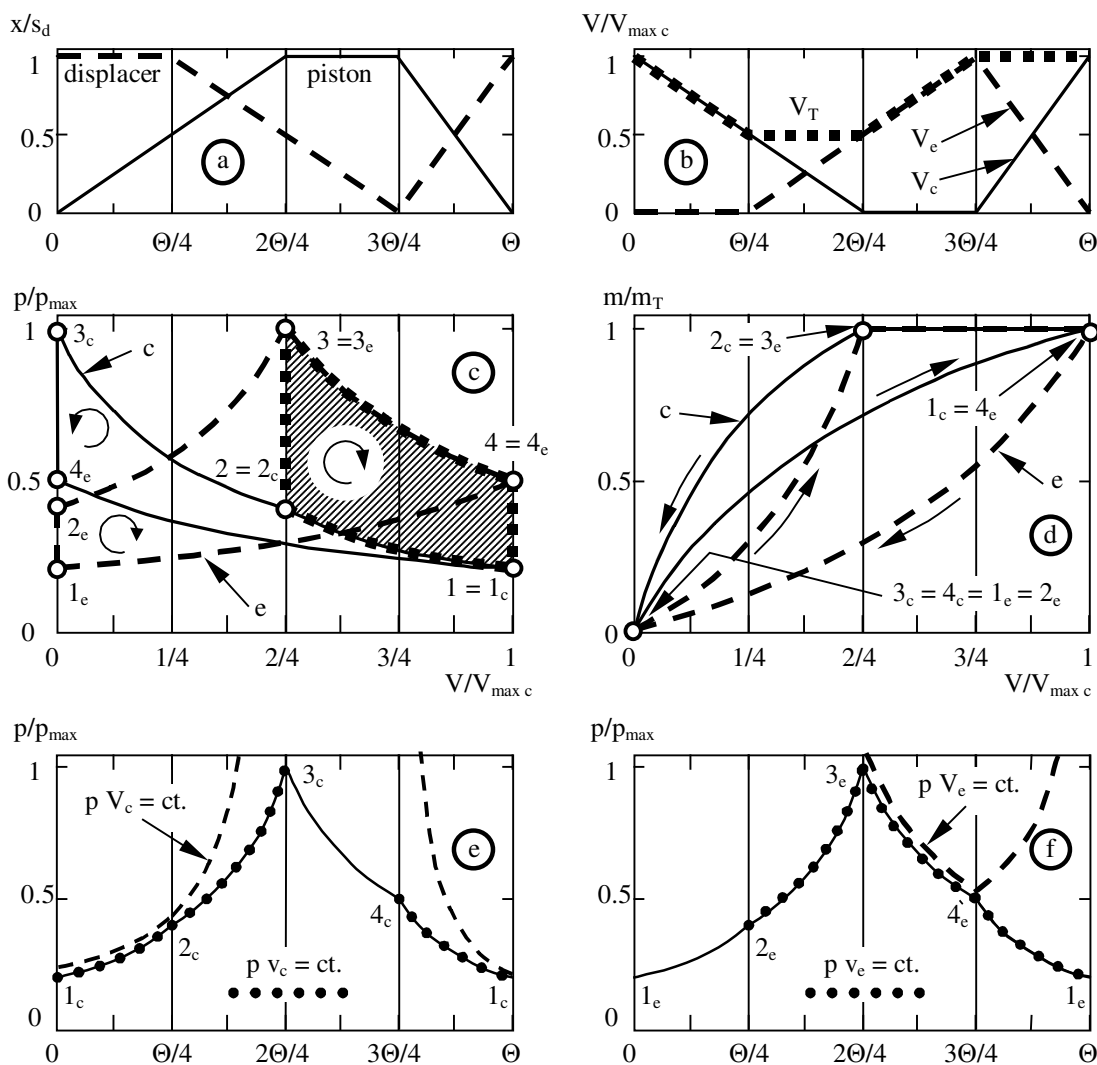 x/s_d
V/V_max c
1
displacer
piston
0.5
a
0
0 Θ/4 2Θ/4 3Θ/4 Θ
1
V_T
0.5
V_e
b
V_c
0
0 Θ/4 2Θ/4 3Θ/4 Θ
p/p_max
m/m_T
1
3_c
c
3 =3_e
c
4_e
2 = 2_c
4 = 4_e
0.5
2_e
1_e
e
1 = 1_c
0
0 1/4 2/4 3/4 1
V/V_max c
1
2_c = 3_e
c
1_c = 4_e
0.5
e
d
3_c = 4_c = 1_e = 2_e
0
0 1/4 2/4 3/4 1
V/V_max c
p/p_max
p/p_max
1
3_c
p V_c = ct.
e
0.5
4_c
2_c
p v_c = ct.
1_c
1_c
0
0 Θ/4 2Θ/4 3Θ/4 Θ
1
3_e
p V_e = ct.
f
0.5
4_e
2_e
p v_e = ct.
1_e
1_e
0
0 Θ/4 2Θ/4 3Θ/4 Θ